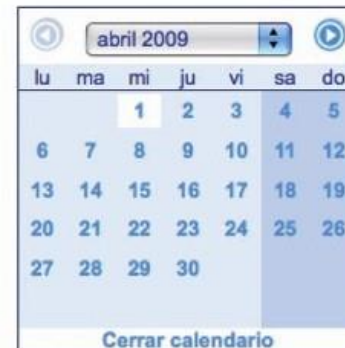 abril 2009
lu ma mi ju vi sa do
1 2 3 4 5
6 7 8 9 10 11 12
13 14 15 16 17 18 19
20 21 22 23 24 25 26
27 28 29 30
Cerrar calendario